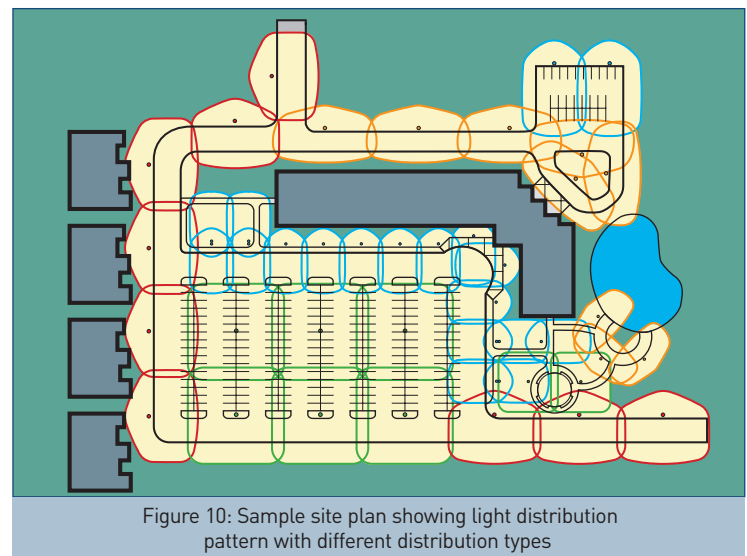 Figure 10: Sample site plan showing light distribution
pattern with different distribution types